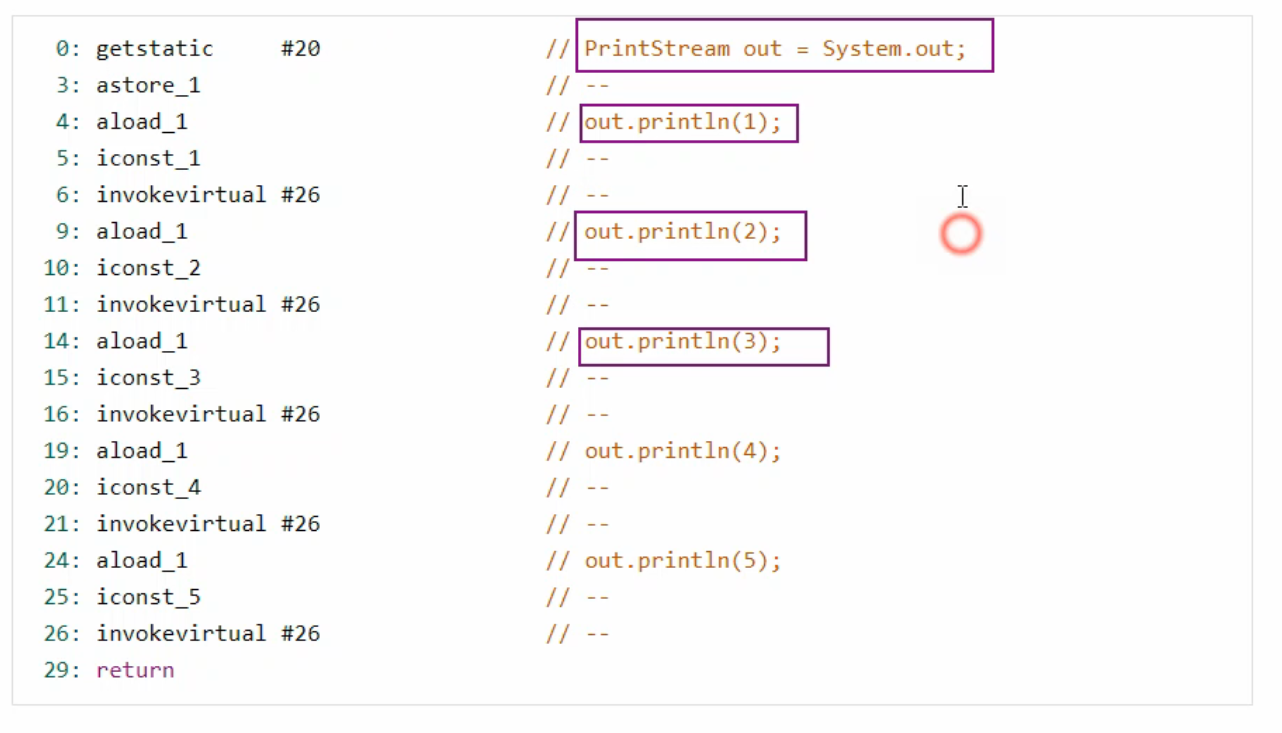 0: getstatic #20 // PrintStream out = System.out;
3: astore_1 // --
4: aload_1 // out.println(1);
5: iconst_1 // --
6: invokevirtual #26 // --
9: aload_1 // out.println(2);
10: iconst_2 // --
11: invokevirtual #26 // --
14: aload_1 // out.println(3);
15: iconst_3 // --
16: invokevirtual #26 // --
19: aload_1 // out.println(4);
20: iconst_4 // --
21: invokevirtual #26 // --
24: aload_1 // out.println(5);
25: iconst_5 // --
26: invokevirtual #26 // --
29: return